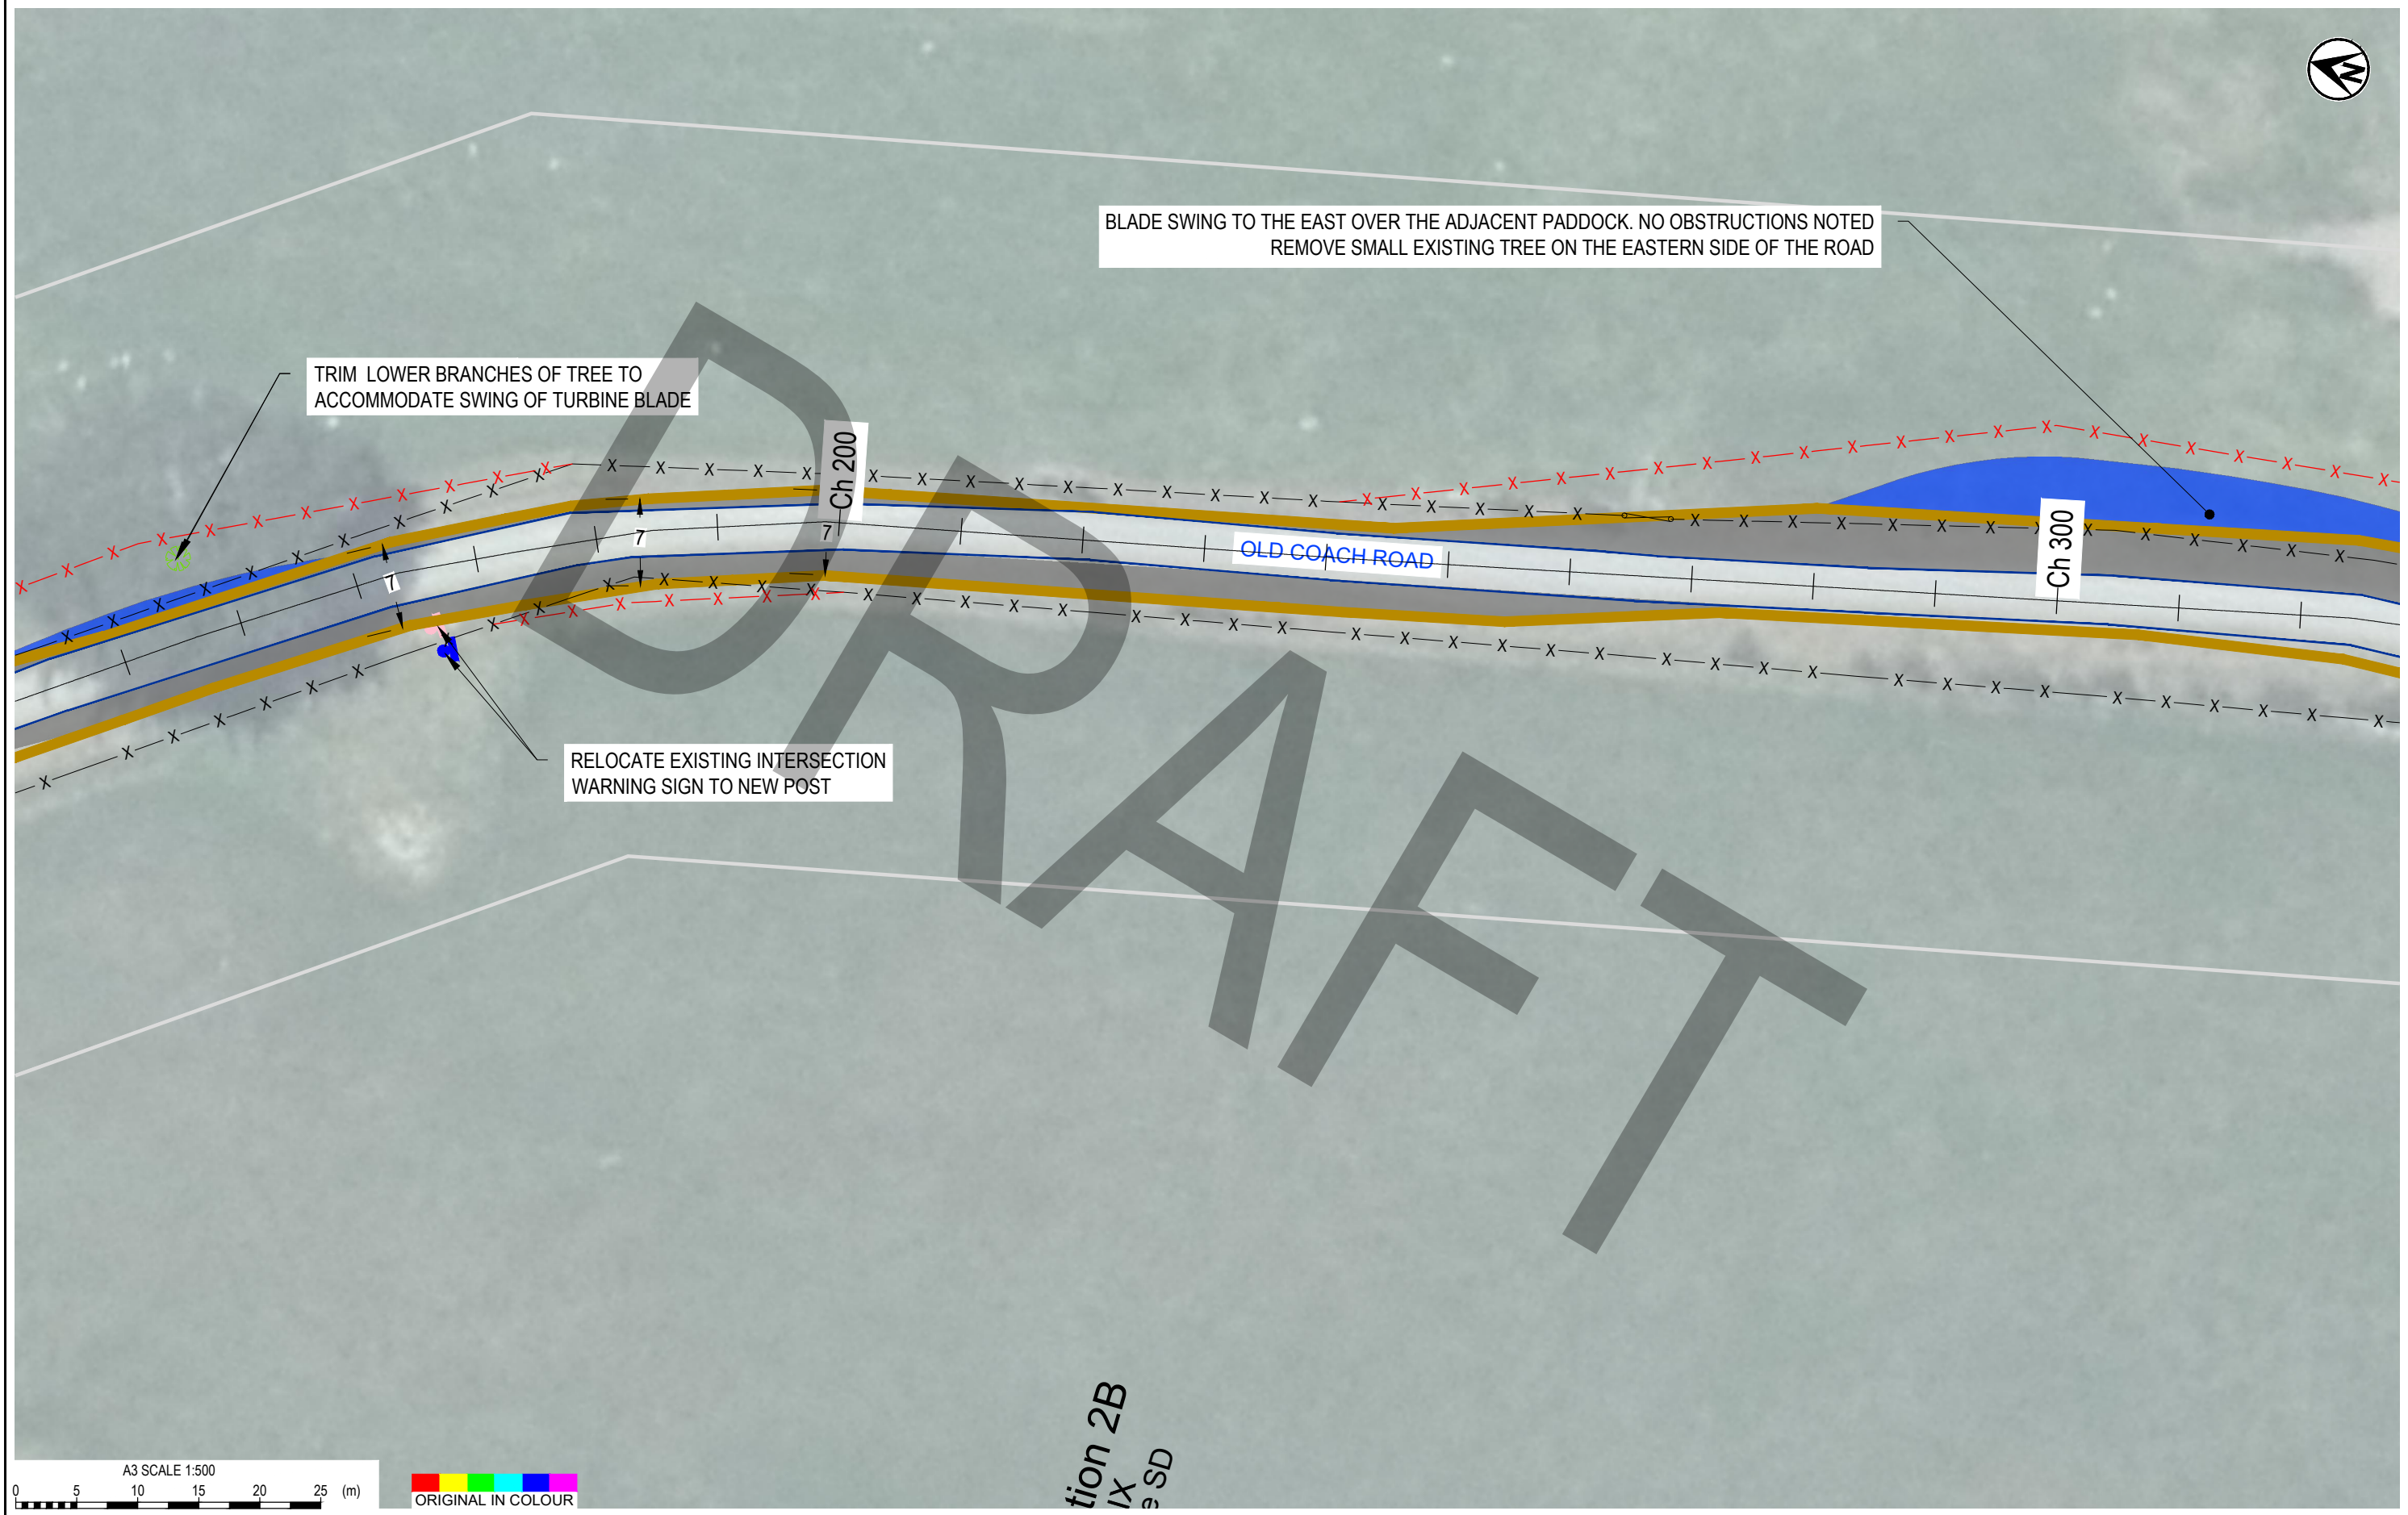 N
BLADE SWING TO THE EAST OVER THE ADJACENT PADDOCK. NO OBSTRUCTIONS NOTED
REMOVE SMALL EXISTING TREE ON THE EASTERN SIDE OF THE ROAD
TRIM LOWER BRANCHES OF TREE TO
ACCOMMODATE SWING OF TURBINE BLADE
Ch 200
7
7
7
OLD COACH ROAD
Ch 300
RELOCATE EXISTING INTERSECTION
WARNING SIGN TO NEW POST
DRAFT
tion 2B
IX
e SD
A3 SCALE 1:500
0 5 10 15 20 25 (m)
ORIGINAL IN COLOUR